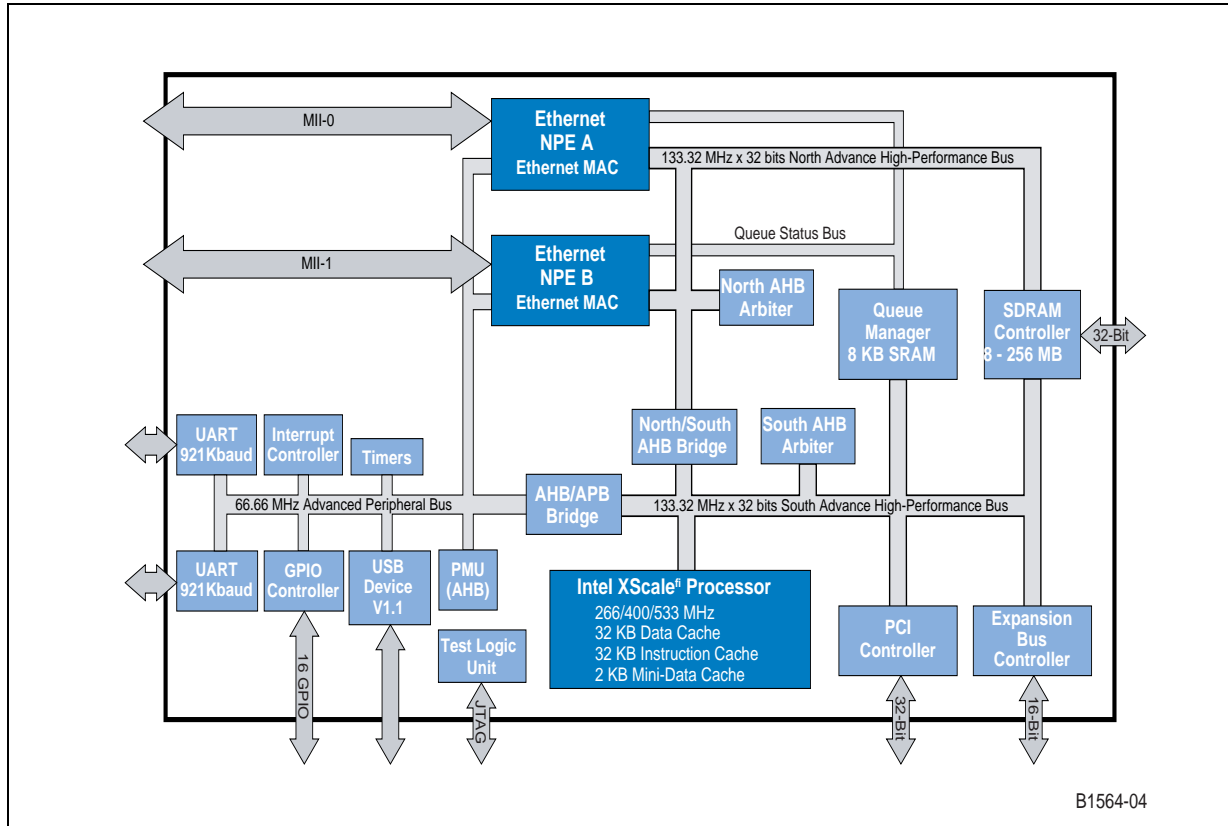 MII-0
Ethernet
NPE A
Ethernet MAC
133.32 MHz x 32 bits North Advance High-Performance Bus
Queue Status Bus
MII-1
Ethernet
NPE B
Ethernet MAC
North AHB
Arbiter
Queue
Manager
8 KB SRAM
SDRAM
Controller
8 - 256 MB
32-Bit
UART
921Kbaud
Interrupt
Controller
Timers
North/South
AHB Bridge
South AHB
Arbiter
66.66 MHz Advanced Peripheral Bus
AHB/APB
Bridge
133.32 MHz x 32 bits South Advance High-Performance Bus
UART
921Kbaud
GPIO
Controller
USB
Device
V1.1
PMU
(AHB)
Intel XScaleﬁ Processor
266/400/533 MHz
32 KB Data Cache
32 KB Instruction Cache
2 KB Mini-Data Cache
PCI
Controller
Expansion
Bus
Controller
Test Logic
Unit
16 GPIO
JTAG
32-Bit
16-Bit
B1564-04